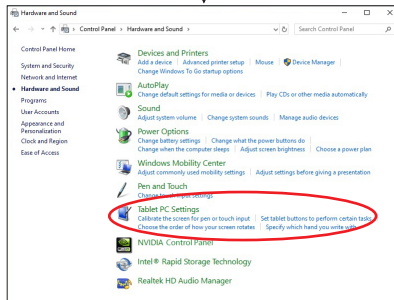 Hardware and Sound
Control Panel > Hardware and Sound >
Search Control Panel
Control Panel Home
System and Security
Network and Internet
Hardware and Sound
Programs
User Accounts
Appearance and
Personalization
Clock and Region
Ease of Access
Devices and Printers
Add a device | Advanced printer setup | Mouse | Device Manager |
Change Windows To Go startup options
AutoPlay
Change default settings for media or devices | Play CDs or other media automatically
Sound
Adjust system volume | Change system sounds | Manage audio devices
Power Options
Change battery settings | Change what the power buttons do |
Change when the computer sleeps | Adjust screen brightness | Choose a power plan
Windows Mobility Center
Adjust commonly used mobility settings | Adjust settings before giving a presentation
Pen and Touch
Change touch input settings
Tablet PC Settings
Calibrate the screen for pen or touch input | Set tablet buttons to perform certain tasks
Choose the order of how your screen rotates | Specify which hand you write with
NVIDIA Control Panel
Intel® Rapid Storage Technology
Realtek HD Audio Manager